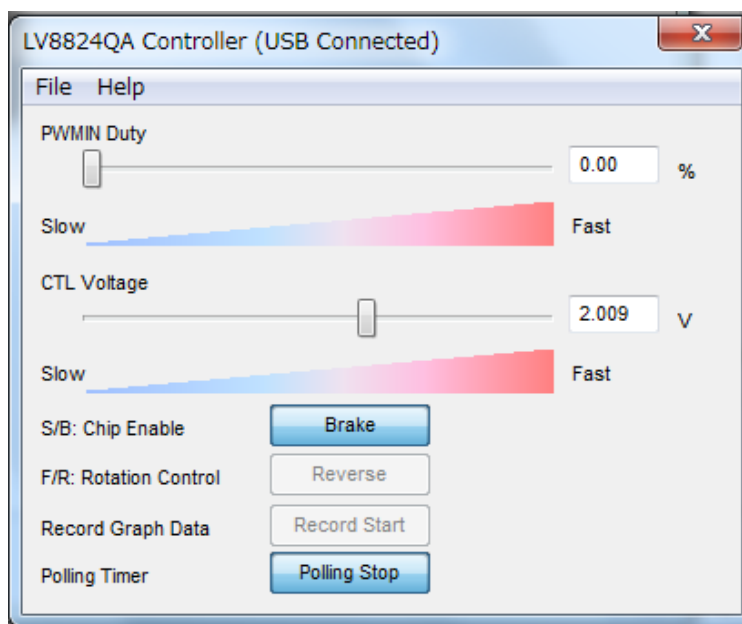 LV8824QA Controller (USB Connected)
File Help
PWMIN Duty
0.00 %
Slow Fast
CTL Voltage
2.009 V
Slow Fast
S/B: Chip Enable Brake
F/R: Rotation Control Reverse
Record Graph Data Record Start
Polling Timer Polling Stop